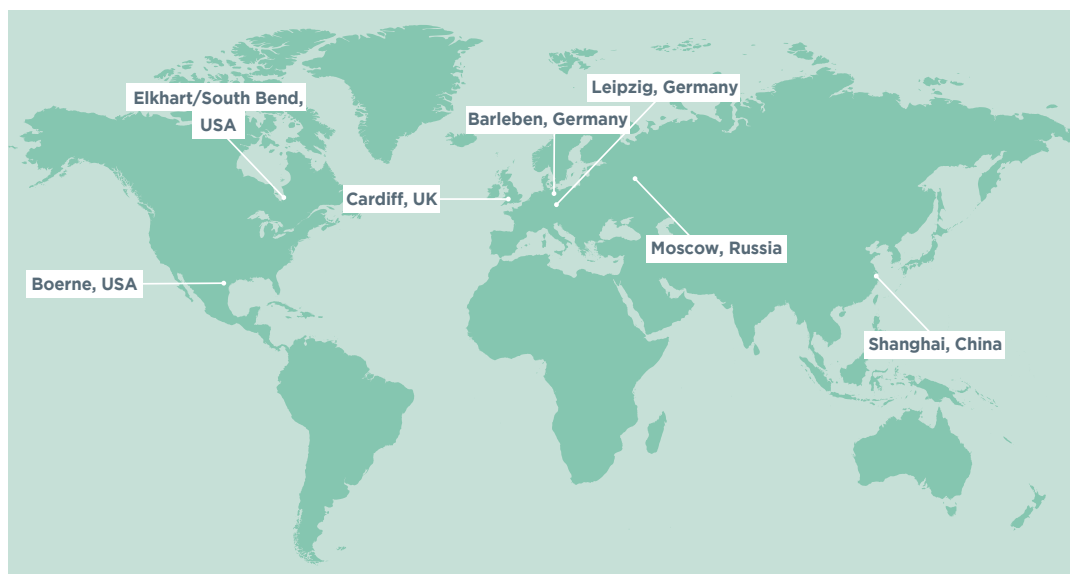 Leipzig, Germany
Elkhart/South Bend,
USA
Barleben, Germany
Cardiff, UK
Moscow, Russia
Boerne, USA
Shanghai, China